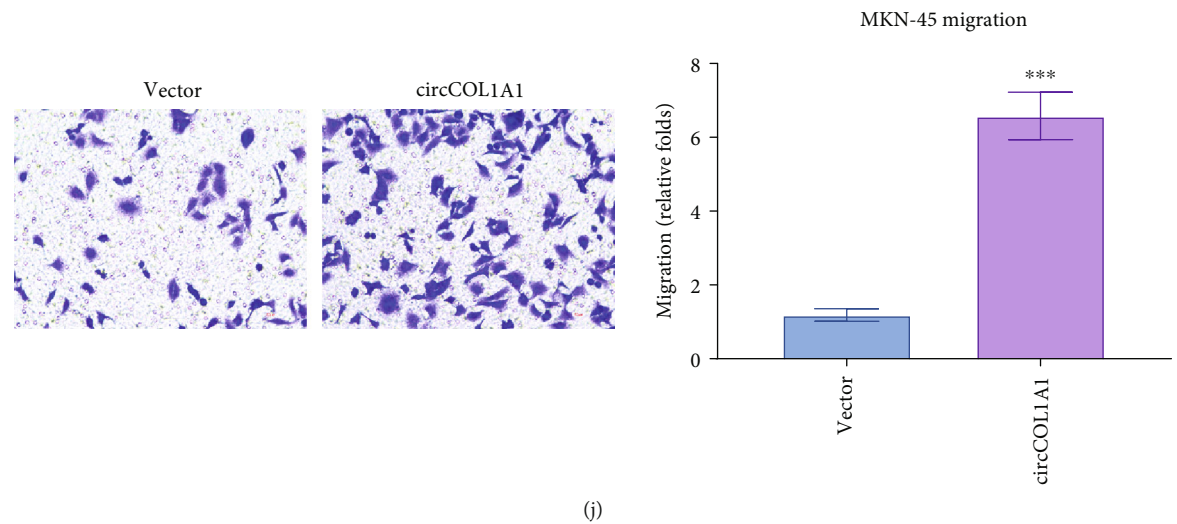 Vector
circCOL1A1
MKN-45 migration
Migration (relative folds)
8
6
4
2
0
***
Vector
circCOL1A1
(j)